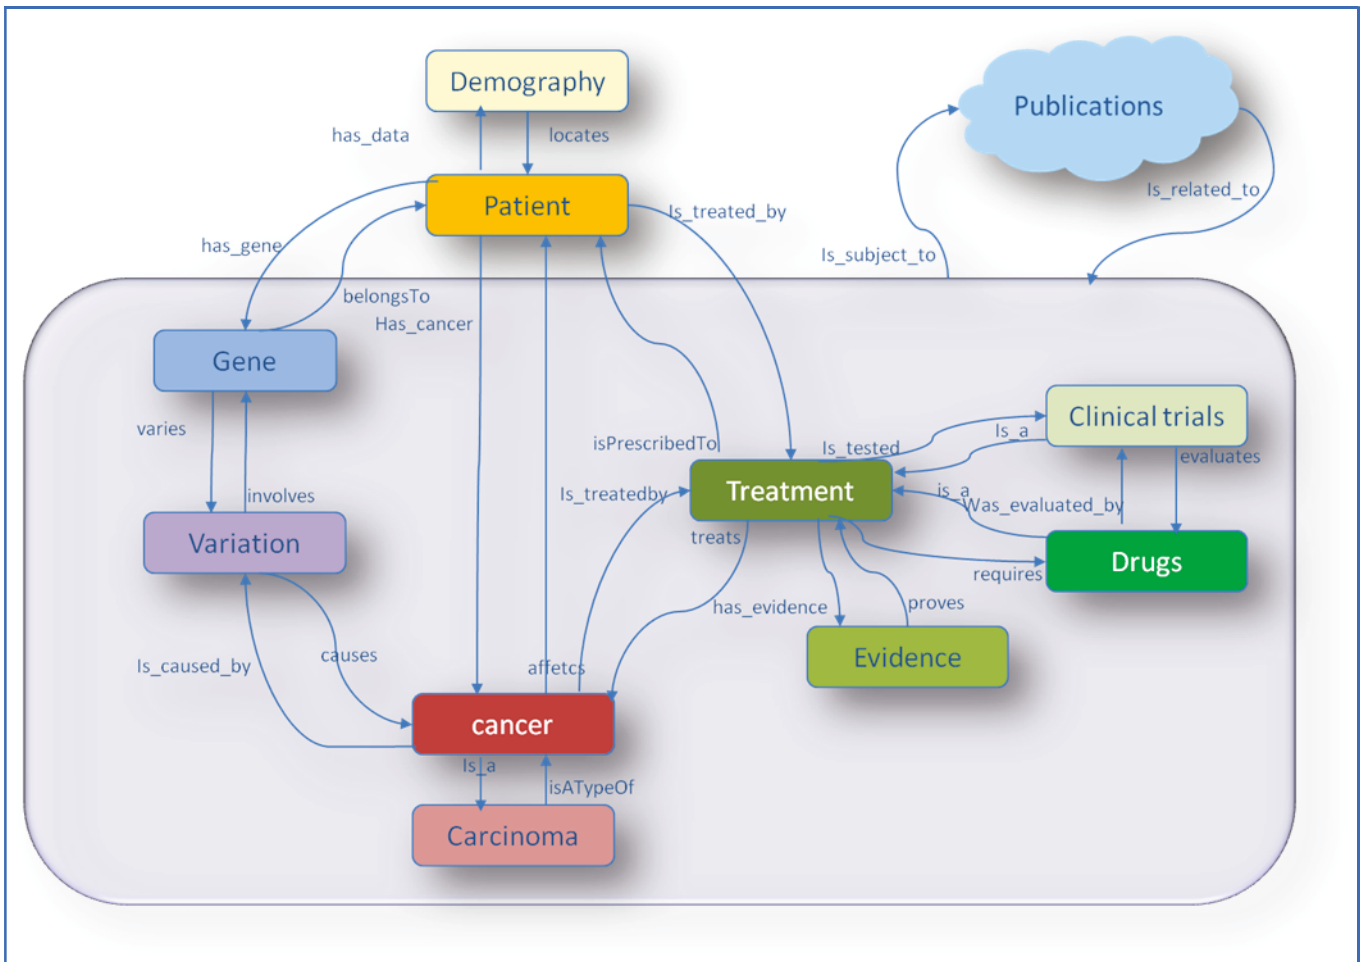 Demography
Publications
has_data
locates
Is_related_to
Patient
Is_treated_by
has_gene
Is_subject_to
belongsTo
Has_cancer
Gene
Clinical trials
varies
isPrescribedTo
Is_tested
Is_a
evaluates
Treatment
involves
Is_treatedby
is_a
Was_evaluated_by
Variation
treats
Drugs
requires
has_evidence
proves
Is_caused_by
causes
affetcs
Evidence
cancer
Is_a
isATypeOf
Carcinoma